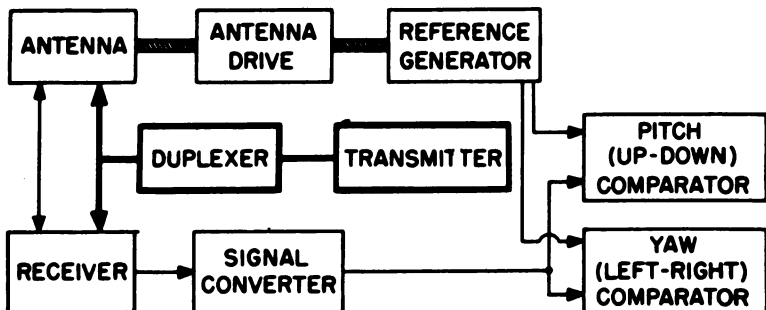 ANTENNA
ANTENNA
DRIVE
REFERENCE
GENERATOR
DUPLEXER
TRANSMITTER
PITCH
(UP-DOWN)
COMPARATOR
RECEIVER
SIGNAL
CONVERTER
YAW
(LEFT-RIGHT)
COMPARATOR